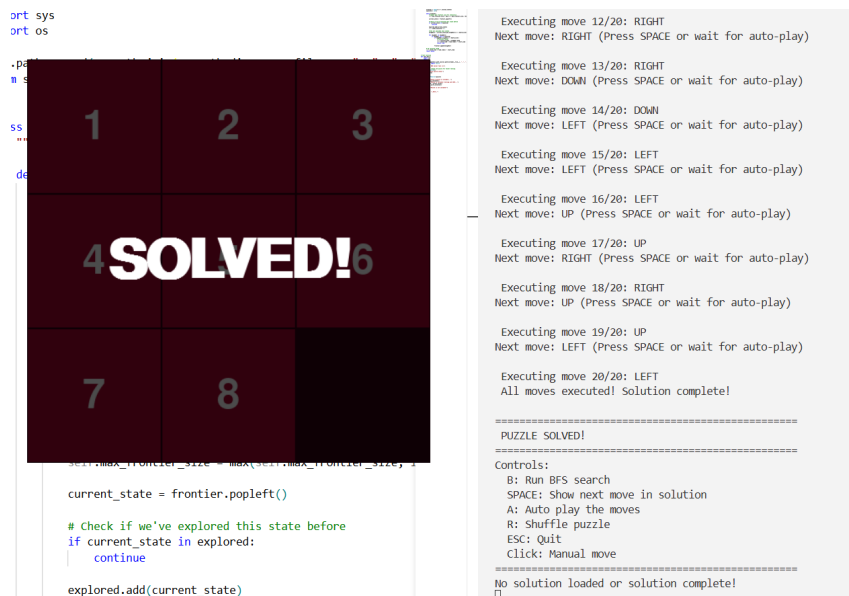 ort sys
ort os
.pat
m s
ss
""
de
1 2 3
4 SOLVED! 6
7 8
current_state = frontier.popleft()
# Check if we've explored this state before
if current_state in explored:
continue
explored.add(current_state)
Executing move 12/20: RIGHT
Next move: RIGHT (Press SPACE or wait for auto-play)
Executing move 13/20: RIGHT
Next move: DOWN (Press SPACE or wait for auto-play)
Executing move 14/20: DOWN
Next move: LEFT (Press SPACE or wait for auto-play)
Executing move 15/20: LEFT
Next move: LEFT (Press SPACE or wait for auto-play)
Executing move 16/20: LEFT
Next move: UP (Press SPACE or wait for auto-play)
Executing move 17/20: UP
Next move: RIGHT (Press SPACE or wait for auto-play)
Executing move 18/20: RIGHT
Next move: UP (Press SPACE or wait for auto-play)
Executing move 19/20: UP
Next move: LEFT (Press SPACE or wait for auto-play)
Executing move 20/20: LEFT
All moves executed! Solution complete!
==================================================
PUZZLE SOLVED!
==================================================
Controls:
B: Run BFS search
SPACE: Show next move in solution
A: Auto play the moves
R: Shuffle puzzle
ESC: Quit
Click: Manual move
==================================================
No solution loaded or solution complete!